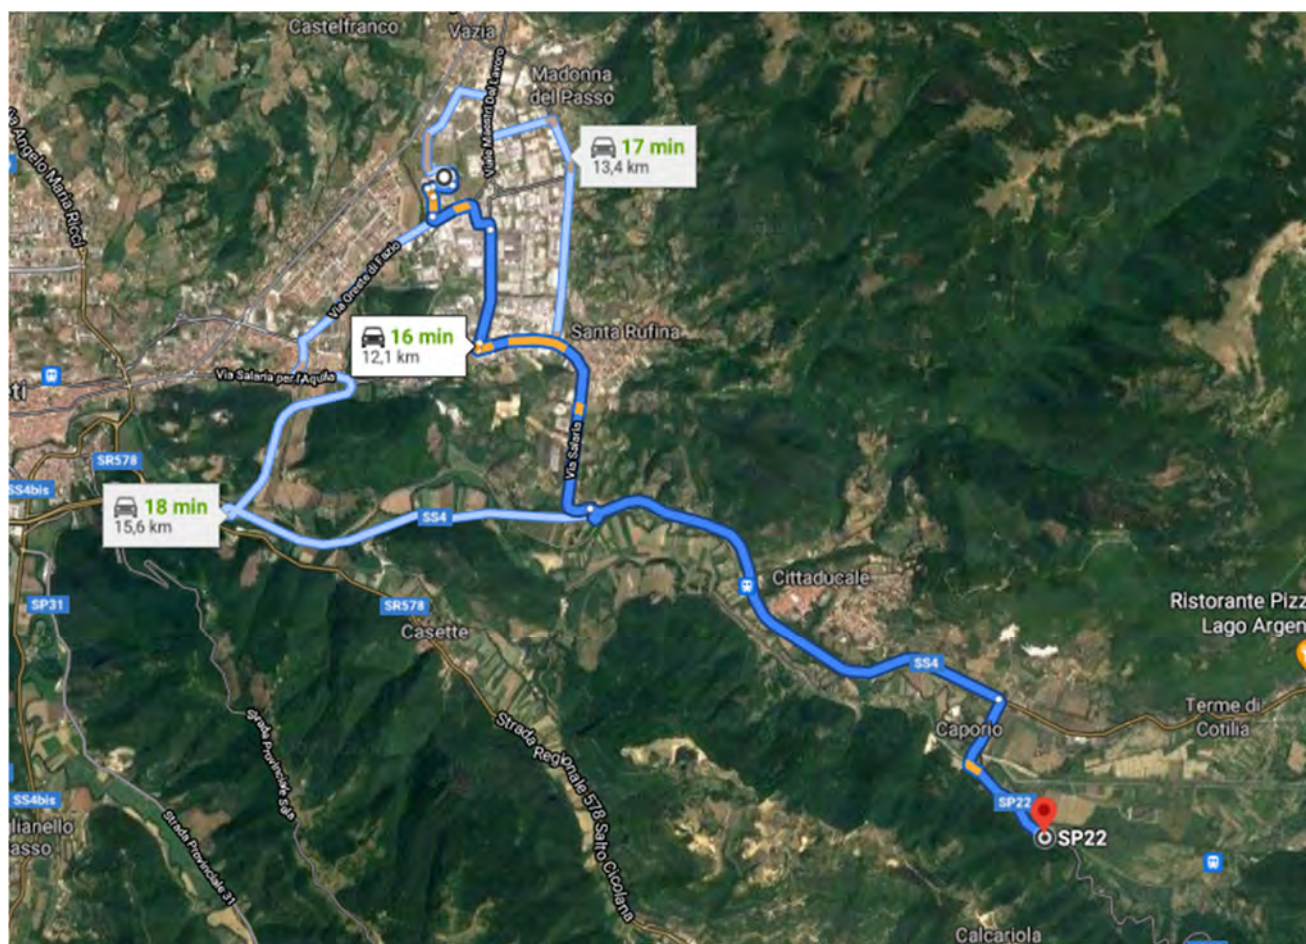 Castelfranco
Vazia
Madonna
del Passo
Viale Maestri Del Lavoro
17 min
13,4 km
Via Angelo Maria Ricci
Via Oreste di Fazio
16 min
12,1 km
Santa Rufina
Via Salaria per l'Aquila
ti
Via Salaria
SR578
SS4bis
18 min
15,6 km
SS4
Cittaducale
SP31
SR578
Casette
Ristorante Pizz
Lago Argen
SS4
Terme di
Cotilia
Caporio
Strada Provinciale
Strada Regionale 578 Salto Cicolana
SP22
SP22
SS4bis
glianello
asso
Strada Provinciale 31
Calcariola